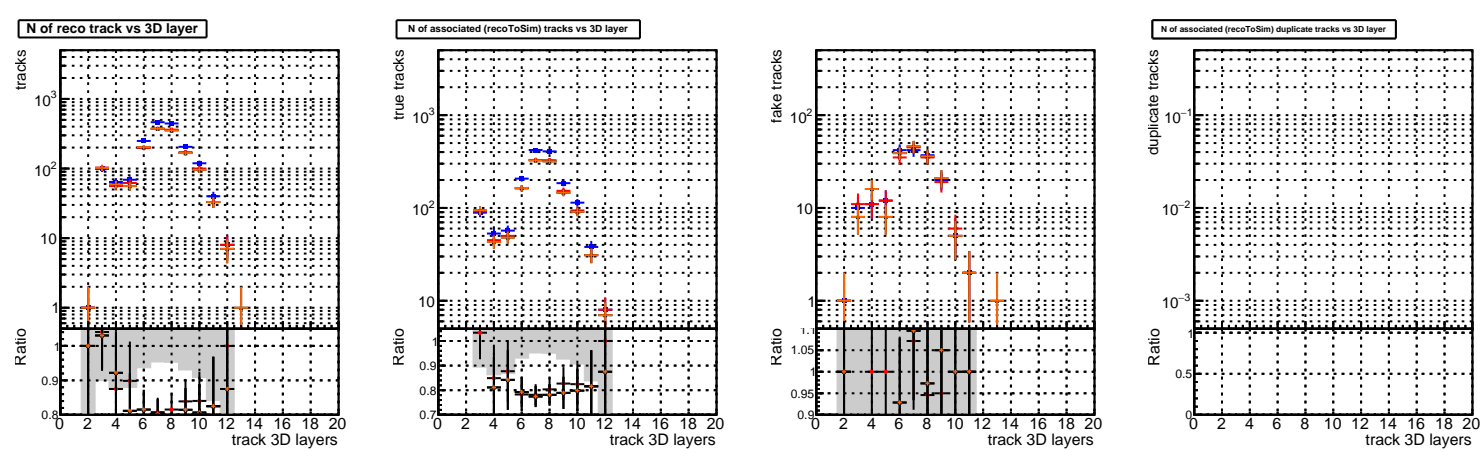 N of reco track vs 3D layer
tracks
10³
10²
10
1
Ratio
1
0.9
0.8
0 2 4 6 8 10 12 14 16 18 20
track 3D layers
N of associated (recoToSim) tracks vs 3D layer
true tracks
10³
10²
10
Ratio
1
0.9
0.8
0.7
0 2 4 6 8 10 12 14 16 18 20
track 3D layers
fake tracks
10²
10
1
Ratio
1.1
1.05
1
0.95
0.9
0 2 4 6 8 10 12 14 16 18 20
track 3D layers
N of associated (recoToSim) duplicate tracks vs 3D layer
duplicate tracks
10⁻¹
10⁻²
10⁻³
Ratio
1
0.5
0
0 2 4 6 8 10 12 14 16 18 20
track 3D layers